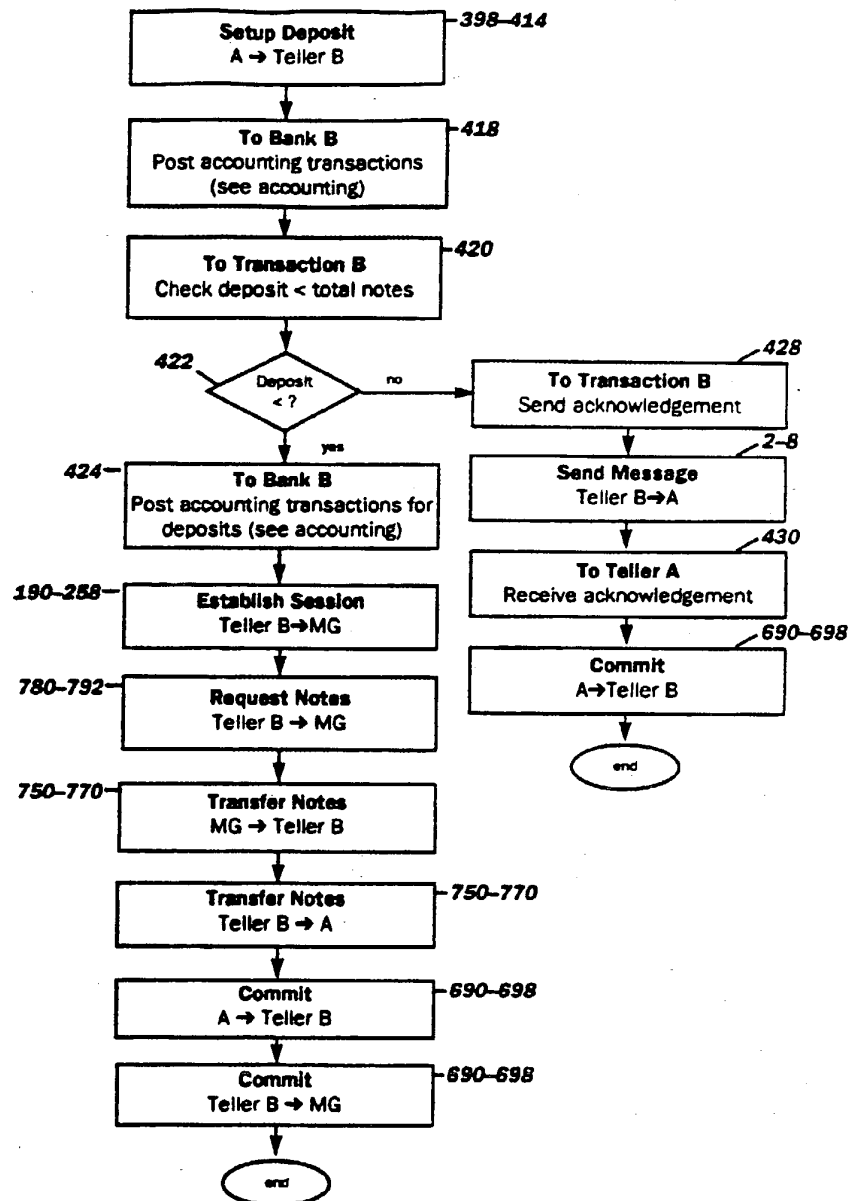 Setup Deposit
A → Teller B
398–414
To Bank B
Post accounting transactions
(see accounting)
418
To Transaction B
Check deposit < total notes
420
422
Deposit
< ?
no
yes
428
To Transaction B
Send acknowledgement
2–8
Send Message
Teller B→A
430
To Teller A
Receive acknowledgement
690–698
Commit
A→Teller B
end
424
To Bank B
Post accounting transactions for
deposits (see accounting)
190–258
Establish Session
Teller B→MG
780–792
Request Notes
Teller B → MG
750–770
Transfer Notes
MG → Teller B
Transfer Notes
Teller B → A
750–770
Commit
A → Teller B
690–698
Commit
Teller B → MG
690–698
end